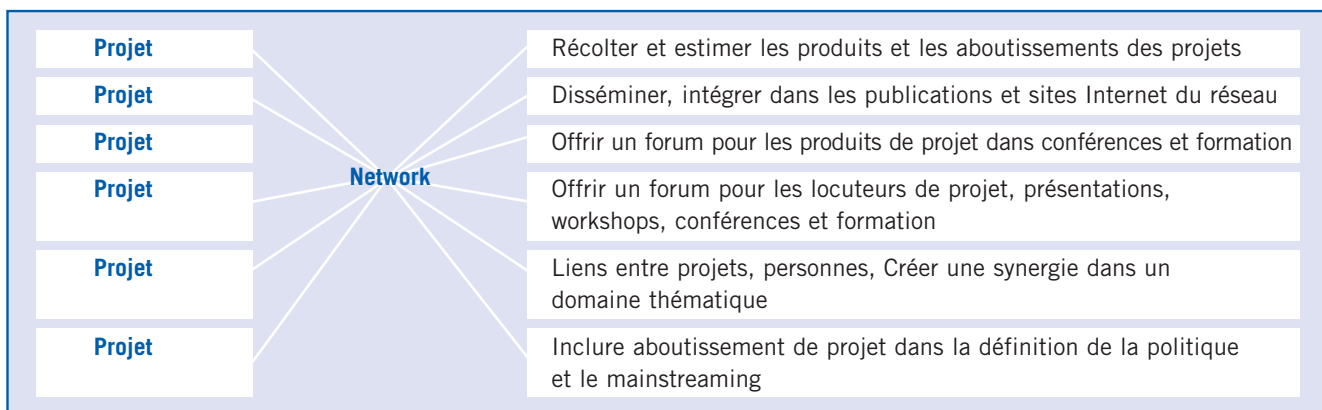 Projet
Récolter et estimer les produits et les aboutissements des projets
Projet
Disséminer, intégrer dans les publications et sites Internet du réseau
Projet
Offrir un forum pour les produits de projet dans conférences et formation
Network
Projet
Offrir un forum pour les locuteurs de projet, présentations,
workshops, conférences et formation
Projet
Liens entre projets, personnes, Créer une synergie dans un
domaine thématique
Projet
Inclure aboutissement de projet dans la définition de la politique
et le mainstreaming